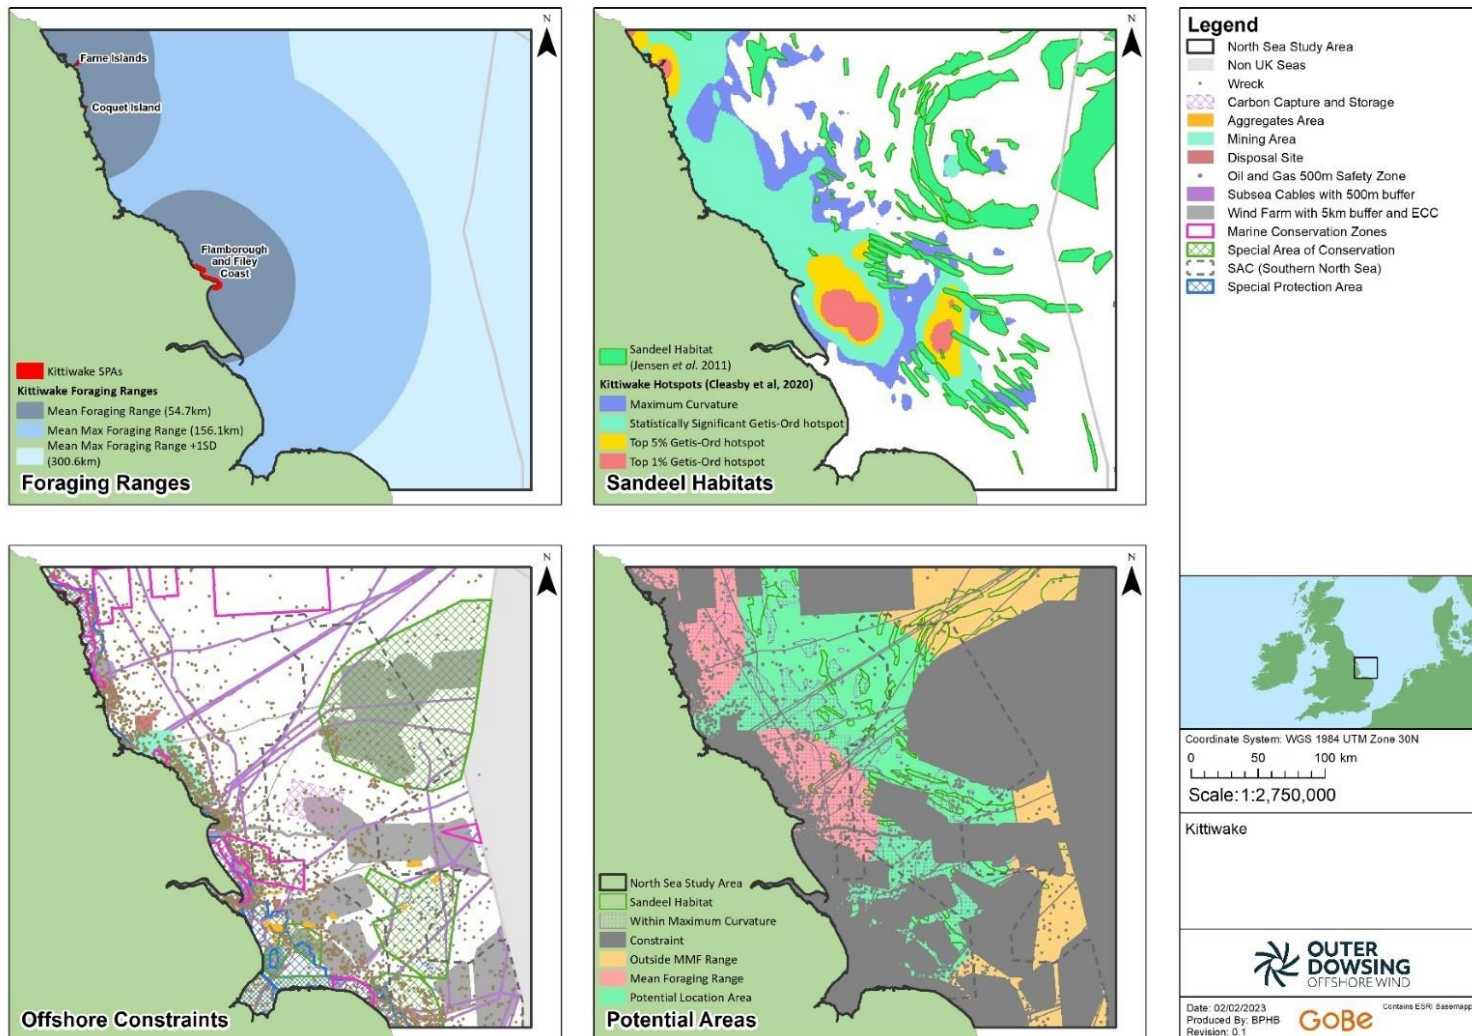 N
Farne Islands
Coquet Island
Flamborough
and Filey
Coast
Kittiwake SPAs
Kittiwake Foraging Ranges
Mean Foraging Range (54.7km)
Mean Max Foraging Range (156.1km)
Mean Max Foraging Range +1SD
(300.6km)
Foraging Ranges
N
Sandeel Habitat
(Jensen et al. 2011)
Kittiwake Hotspots (Cleasby et al, 2020)
Maximum Curvature
Statistically Significant Getis-Ord hotspot
Top 5% Getis-Ord hotspot
Top 1% Getis-Ord hotspot
Sandeel Habitats
N
Offshore Constraints
N
North Sea Study Area
Sandeel Habitat
Within Maximum Curvature
Constraint
Outside MMF Range
Mean Foraging Range
Potential Location Area
Potential Areas
Legend
North Sea Study Area
Non UK Seas
Wreck
Carbon Capture and Storage
Aggregates Area
Mining Area
Disposal Site
Oil and Gas 500m Safety Zone
Subsea Cables with 500m buffer
Wind Farm with 5km buffer and ECC
Marine Conservation Zones
Special Area of Conservation
SAC (Southern North Sea)
Special Protection Area
Coordinate System: WGS 1984 UTM Zone 30N
0 50 100 km
Scale:1:2,750,000
Kittiwake
OUTER
DOWSING
OFFSHORE WIND
Date: 02/02/2023
Produced By: BPHB
Revision: 0.1
GoBe
Contains ESRI Basemapp